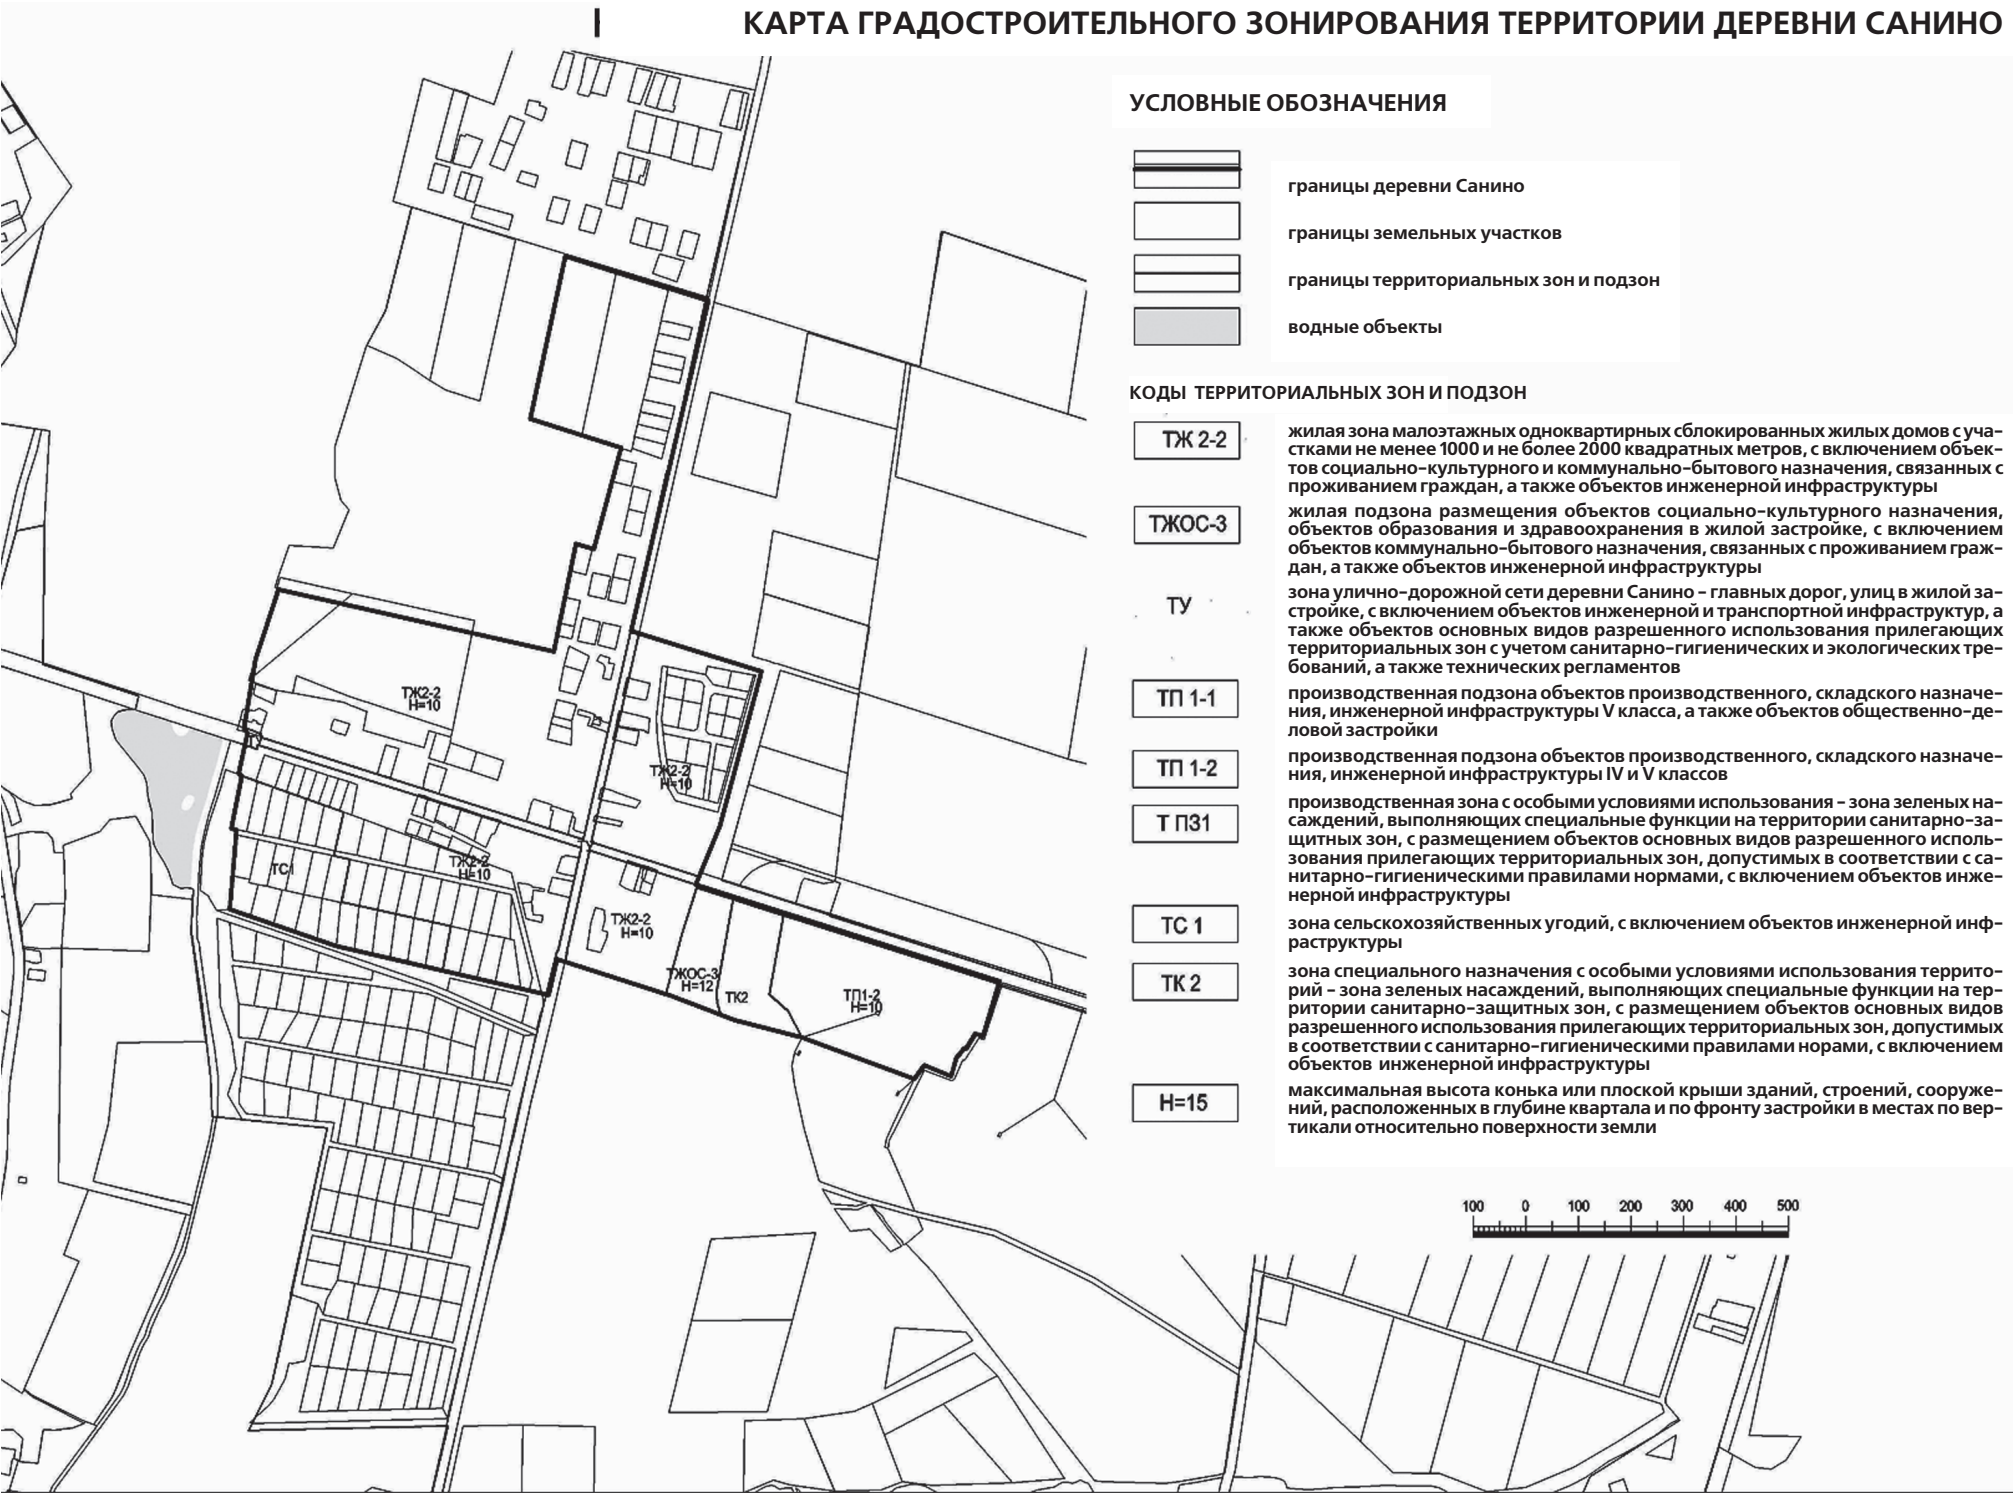 КАРТА ГРАДОСТРОИТЕЛЬНОГО ЗОНИРОВАНИЯ ТЕРРИТОРИИ ДЕРЕВНИ САНИНО
УСЛОВНЫЕ ОБОЗНАЧЕНИЯ
границы деревни Санино
границы земельных участков
границы территориальных зон и подзон
водные объекты
КОДЫ ТЕРРИТОРИАЛЬНЫХ ЗОН И ПОДЗОН
ТЖ 2-2
жилая зона малоэтажных одноквартирных сблокированных жилых домов с уча-
стками не менее 1000 и не более 2000 квадратных метров, с включением объек-
тов социально-культурного и коммунально-бытового назначения, связанных с
проживанием граждан, а также объектов инженерной инфраструктуры
ТЖОС-3
жилая подзона размещения объектов социально-культурного назначения,
объектов образования и здравоохранения в жилой застройке, с включением
объектов коммунально-бытового назначения, связанных с проживанием граж-
дан, а также объектов инженерной инфраструктуры
ТУ
зона улично-дорожной сети деревни Санино - главных дорог, улиц в жилой за-
стройке, с включением объектов инженерной и транспортной инфраструктур, а
также объектов основных видов разрешенного использования прилегающих
территориальных зон с учетом санитарно-гигиенических и экологических тре-
бований, а также технических регламентов
ТП 1-1
производственная подзона объектов производственного, складского назначе-
ния, инженерной инфраструктуры V класса, а также объектов общественно-де-
ловой застройки
ТП 1-2
производственная подзона объектов производственного, складского назначе-
ния, инженерной инфраструктуры IV и V классов
Т ПЗ1
производственная зона с особыми условиями использования - зона зеленых на-
саждений, выполняющих специальные функции на территории санитарно-за-
щитных зон, с размещением объектов основных видов разрешенного исполь-
зования прилегающих территориальных зон, допустимых в соответствии с са-
нитарно-гигиеническими правилами нормами, с включением объектов инже-
нерной инфраструктуры
ТС 1
зона сельскохозяйственных угодий, с включением объектов инженерной инф-
раструктуры
ТК 2
зона специального назначения с особыми условиями использования террито-
рий - зона зеленых насаждений, выполняющих специальные функции на тер-
ритории санитарно-защитных зон, с размещением объектов основных видов
разрешенного использования прилегающих территориальных зон, допустимых
в соответствии с санитарно-гигиеническими правилами норами, с включением
объектов инженерной инфраструктуры
Н=15
максимальная высота конька или плоской крыши зданий, строений, сооруже-
ний, расположенных в глубине квартала и по фронту застройки в местах по вер-
тикали относительно поверхности земли
100 0 100 200 300 400 500
ТЖ2-2
Н=10
ТЖ2-2
Н=10
ТЖ2-2
Н=10
ТС1
ТЖ2-2
Н=10
ТЖОС-3
Н=12
ТК2
ТП1-2
Н=10